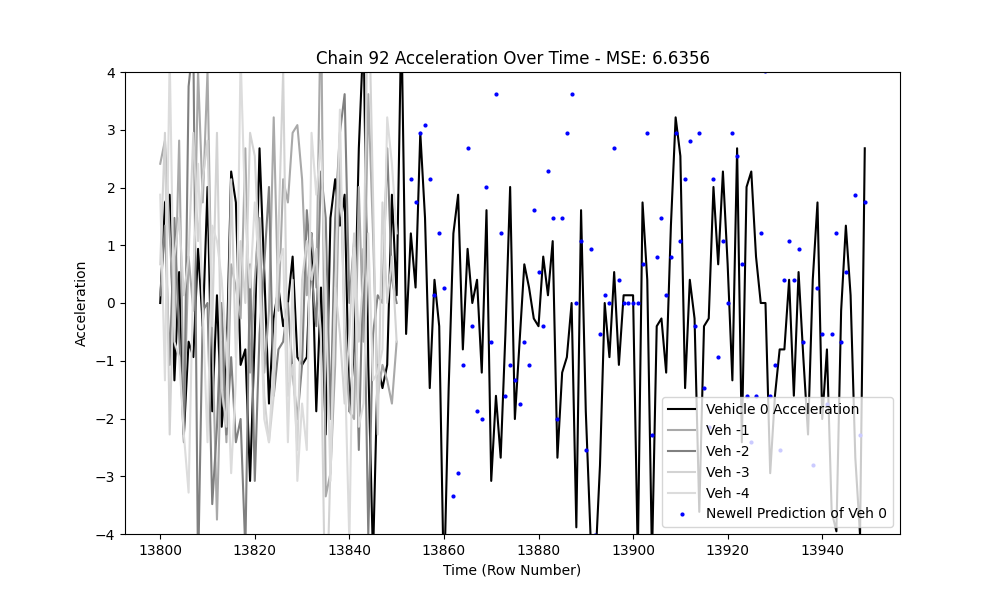 Chain 92 Acceleration Over Time - MSE: 6.6356
Acceleration
4
3
2
1
0
−1
−2
−3
−4
13800 13820 13840 13860 13880 13900 13920 13940
Time (Row Number)
Vehicle 0 Acceleration
Veh -1
Veh -2
Veh -3
Veh -4
Newell Prediction of Veh 0